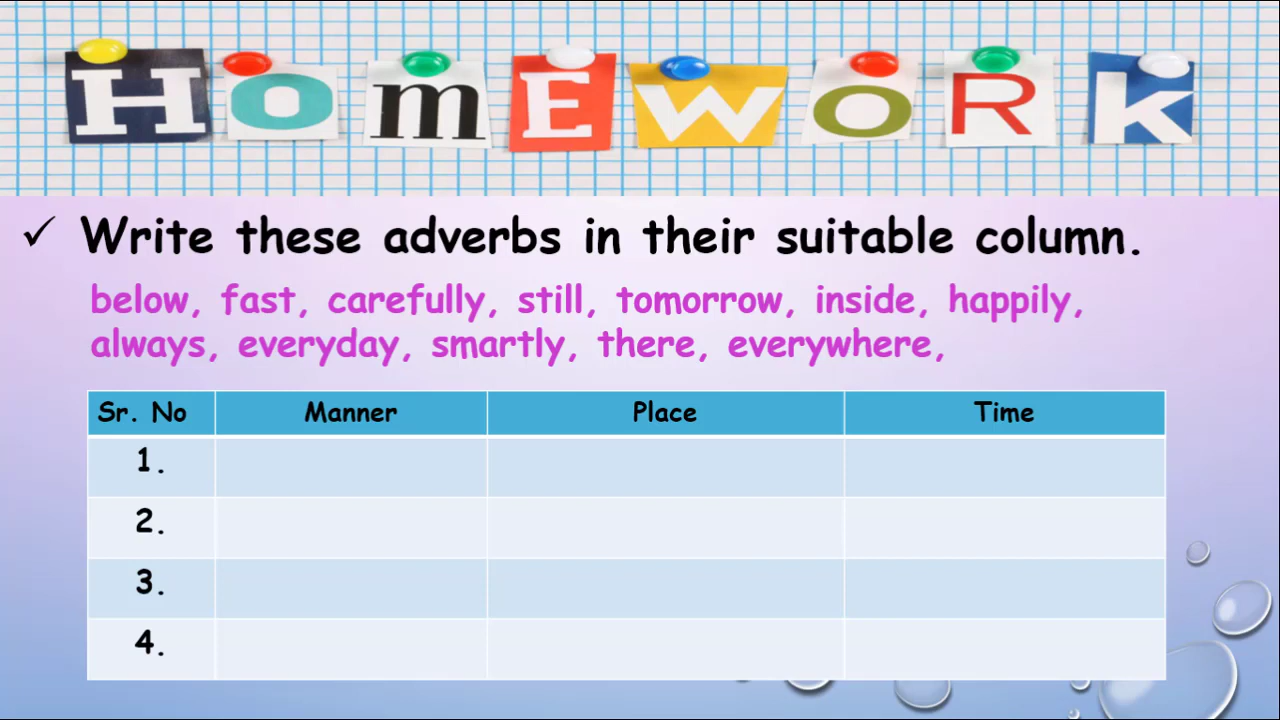 HOmEWORk
✓ Write these adverbs in their suitable column.
below, fast, carefully, still, tomorrow, inside, happily,
always, everyday, smartly, there, everywhere,
Sr. No Manner Place Time
1.
2.
3.
4.